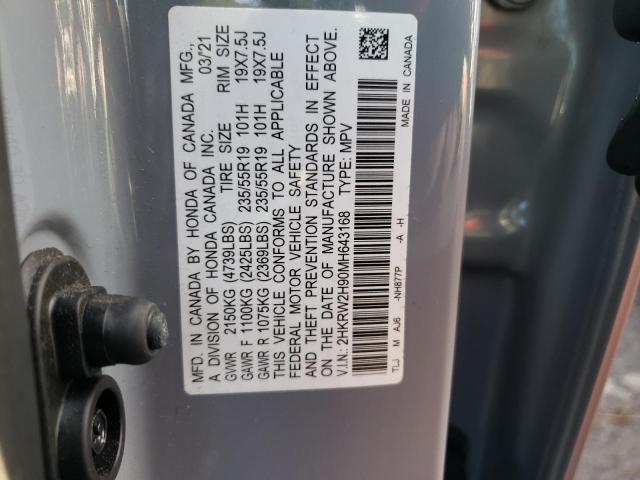 MFD. IN CANADA BY HONDA OF CANADA MFG.,
A DIVISION OF HONDA CANADA INC. 03/21
GVWR 2150KG (4739LBS) TIRE SIZE RIM SIZE
GAWR F 1100KG (2425LBS) 235/55R19 101H 19X7.5J
GAWR R 1075KG (2369LBS) 235/55R19 101H 19X7.5J
THIS VEHICLE CONFORMS TO ALL APPLICABLE
FEDERAL MOTOR VEHICLE SAFETY
AND THEFT PREVENTION STANDARDS IN EFFECT
ON THE DATE OF MANUFACTURE SHOWN ABOVE.
V.I.N.: 2HKRW2H90MH643168 TYPE: MPV
TLJ M AJ6 -NH877P -A -H
MADE IN CANADA